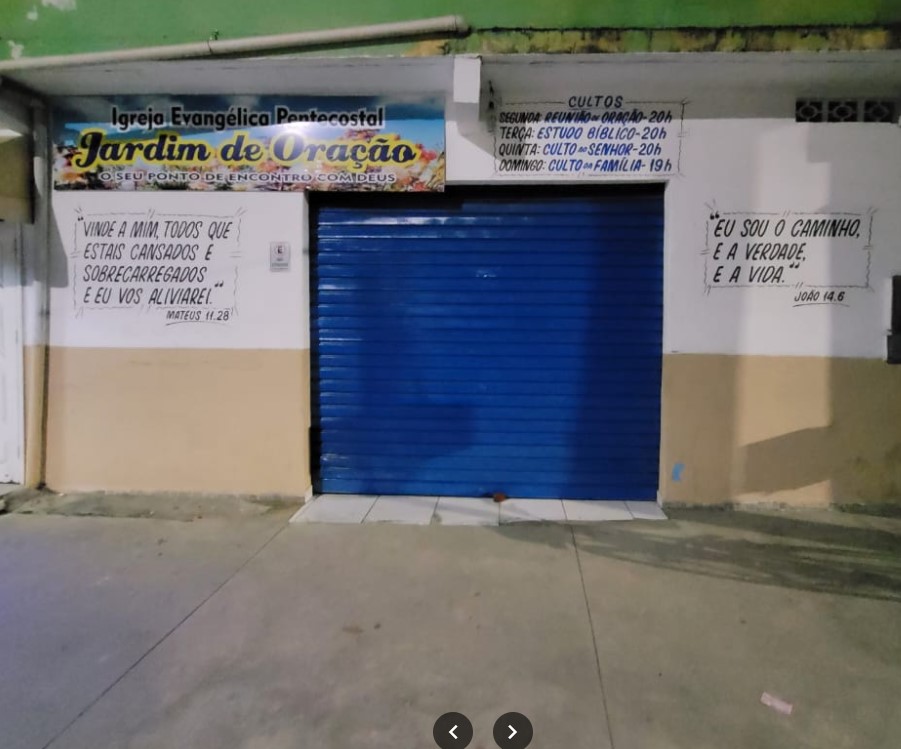 Igreja Evangélica Pentecostal
Jardim de Oração
O SEU PONTO DE ENCONTRO COM DEUS
CULTOS
SEGUNDA: REUNIÃO DE ORAÇÃO-20h
TERÇA: ESTUDO BÍBLICO-20h
QUINTA: CULTO AO SENHOR-20h
DOMINGO: CULTO DA FAMÍLIA-19h
“VINDE A MIM, TODOS QUE
ESTAIS CANSADOS E
SOBRECARREGADOS
E EU VOS ALIVIAREI.“
MATEUS 11.28
“EU SOU O CAMINHO,
E A VERDADE,
E A VIDA.“
JOÃO 14.6